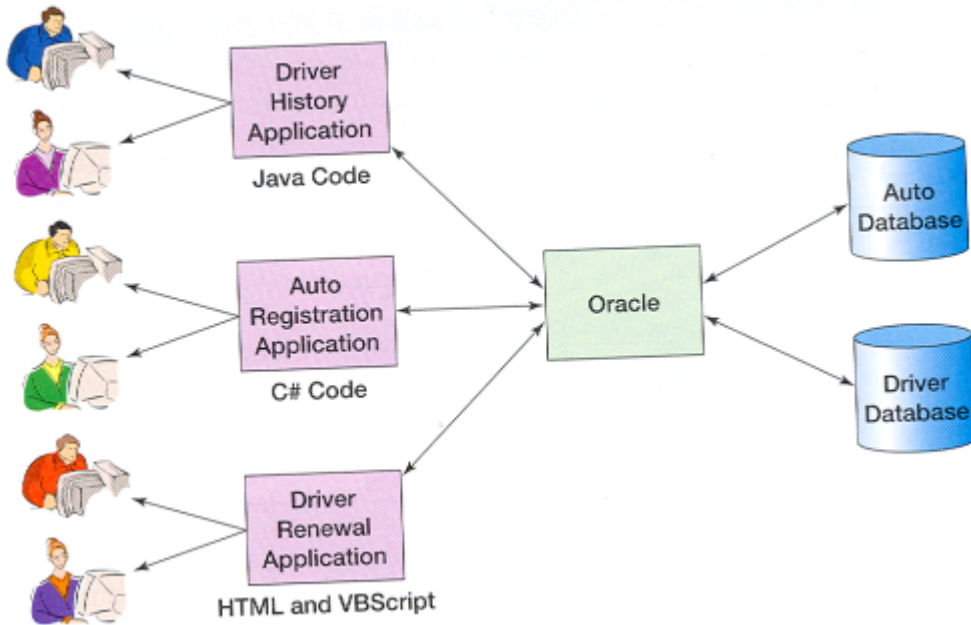 Driver
History
Application
Java Code
Auto
Registration
Application
C# Code
Driver
Renewal
Application
HTML and VBScript
Oracle
Auto
Database
Driver
Database